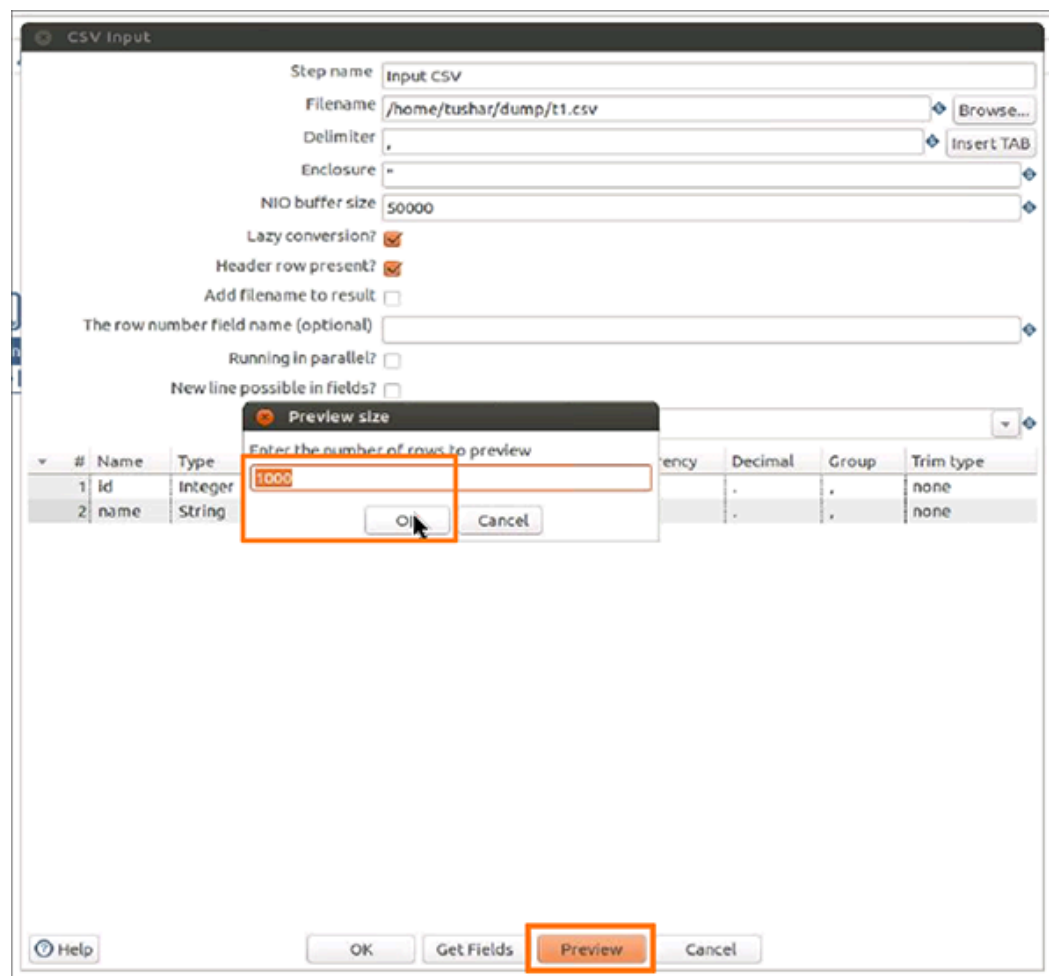 CSV Input
Step name Input CSV
Filename /home/tushar/dump/t1.csv Browse...
Delimiter , Insert TAB
Enclosure "
NIO buffer size 50000
Lazy conversion?
Header row present?
Add filename to result
The row number field name (optional)
Running in parallel?
New line possible in fields?
Preview size
Enter the number of rows to preview
# Name Type ency Decimal Group Trim type
1000
1 id Integer . , none
2 name String . , none
OK Cancel
Help OK Get Fields Preview Cancel